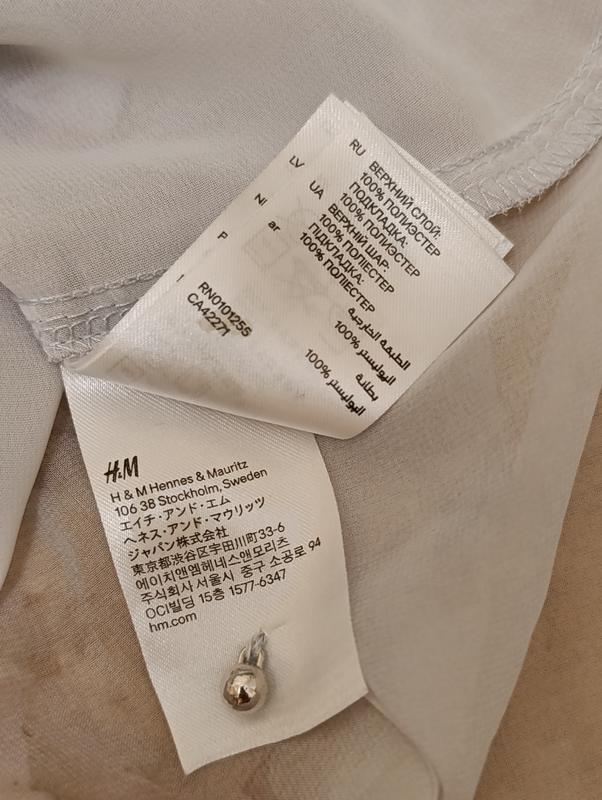 LV
NI
P
I
RU ВЕРХНИЙ СЛОЙ:
100% ПОЛИЭСТЕР
ПОДКЛАДКА:
100% ПОЛИЭСТЕР
UA ВЕРХНІЙ ШАР:
100% ПОЛІЕСТЕР
ПІДКЛАДКА:
100% ПОЛІЕСТЕР
ar الطبقة الخارجية
100% البوليستر
بطانة
100% البوليستر
RN0101255
CA42271
H&M
H & M Hennes & Mauritz
106 38 Stockholm, Sweden
エイチ・アンド・エム
ヘネス・アンド・マウリッツ
ジャパン株式会社
東京都渋谷区宇田川町33-6
에이치앤엠헤네스앤모리츠
주식회사 서울시 중구 소공로 94
OCI빌딩 15층 1577-6347
hm.com